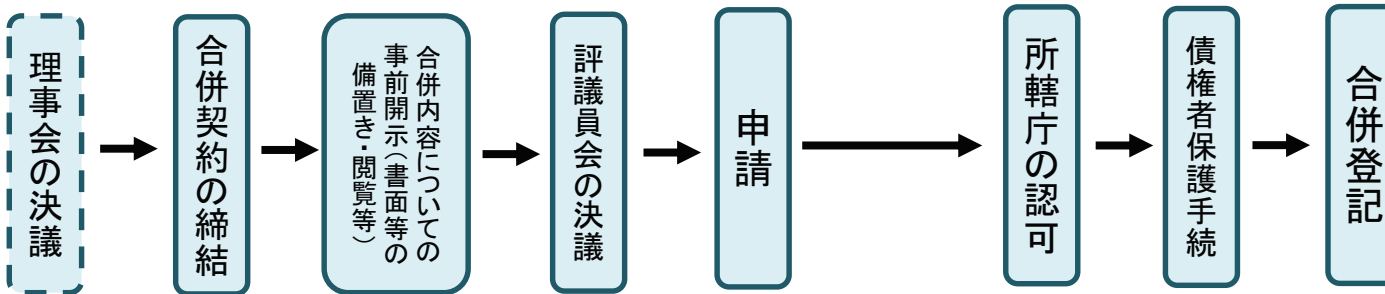 理事会の決議
合併契約の締結
合併内容についての
事前開示（書面等の
備置き・閲覧等）
評議員会の決議
申請
所轄庁の認可
債権者保護手続
合併登記